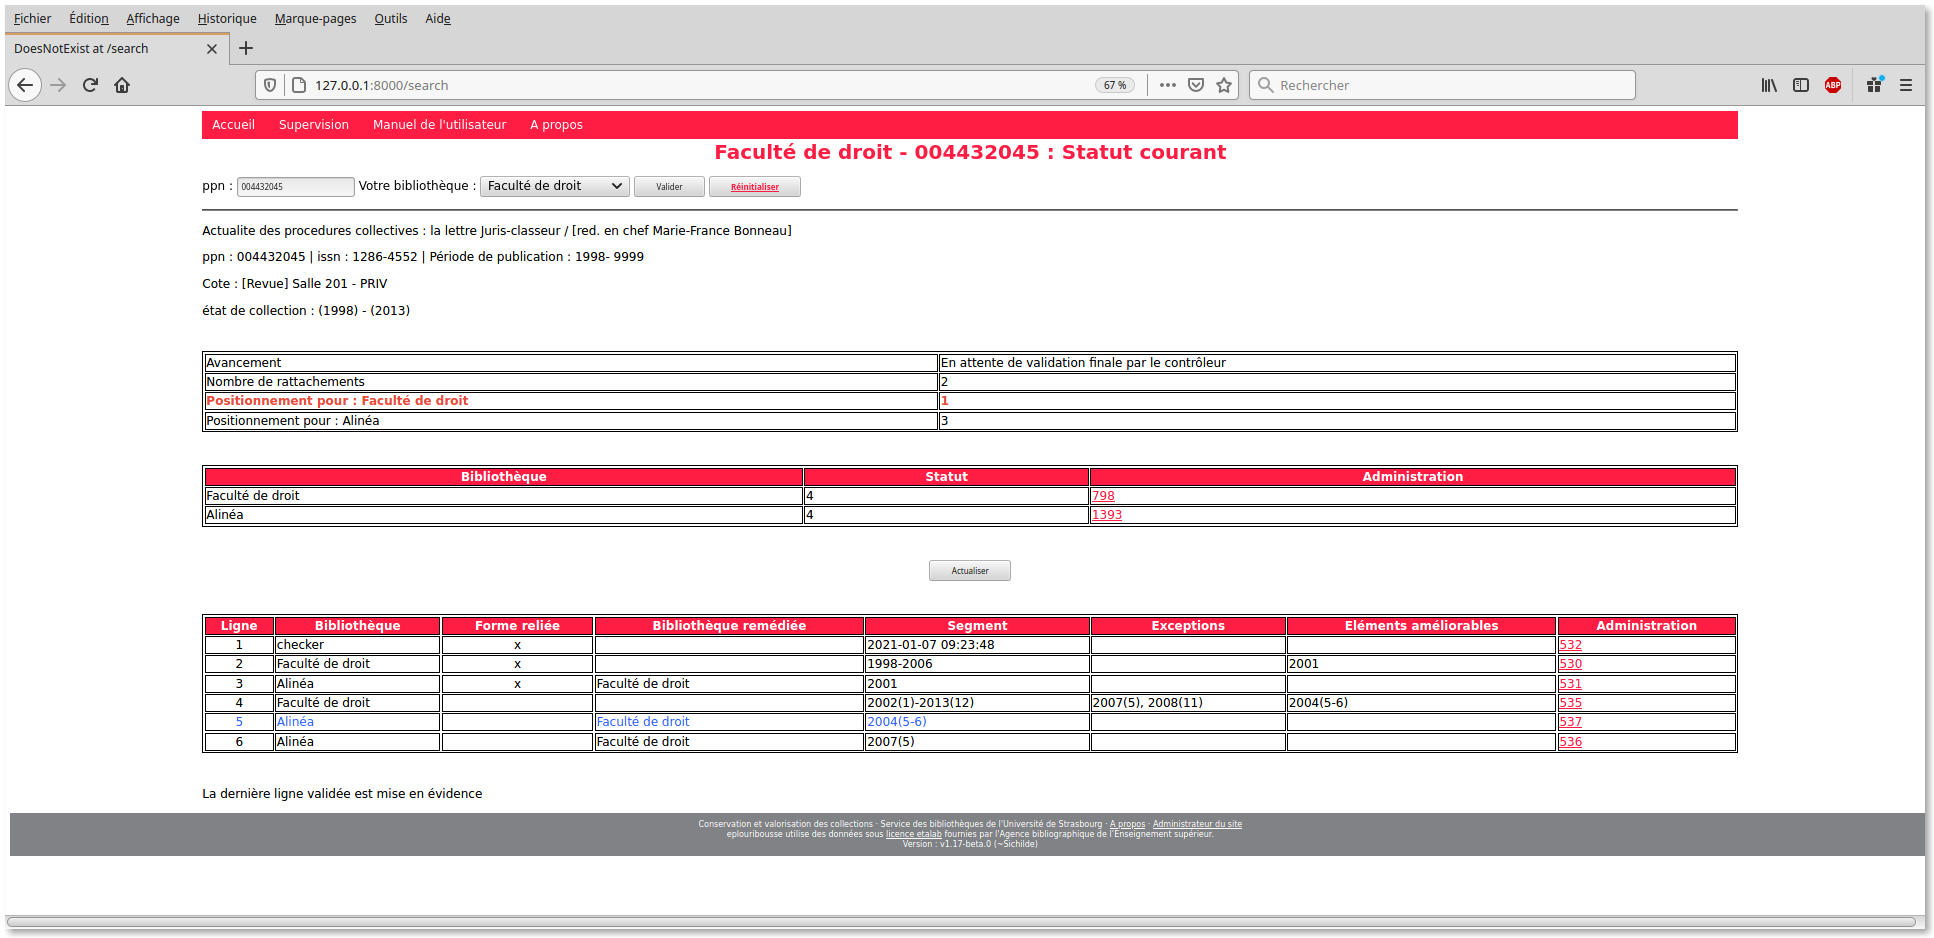 Fichier Édition Affichage Historique Marque-pages Outils Aide
DoesNotExist at /search
127.0.0.1:8000/search 67 % Rechercher ABP
Accueil Supervision Manuel de l'utilisateur A propos
Faculté de droit - 004432045 : Statut courant
ppn : 004432045 Votre bibliothèque : Faculté de droit Valider Réinitialiser
Actualite des procedures collectives : la lettre Juris-classeur / [red. en chef Marie-France Bonneau]
ppn : 004432045 | issn : 1286-4552 | Période de publication : 1998- 9999
Cote : [Revue] Salle 201 - PRIV
état de collection : (1998) - (2013)
Avancement En attente de validation finale par le contrôleur
Nombre de rattachements 2
Positionnement pour : Faculté de droit 1
Positionnement pour : Alinéa 3
Bibliothèque Statut Administration
Faculté de droit 4 798
Alinéa 4 1393
Actualiser
Ligne Bibliothèque Forme reliée Bibliothèque remédiée Segment Exceptions Eléments améliorables Administration
1 checker x 2021-01-07 09:23:48 532
2 Faculté de droit x 1998-2006 2001 530
3 Alinéa x Faculté de droit 2001 531
4 Faculté de droit 2002(1)-2013(12) 2007(5), 2008(11) 2004(5-6) 535
5 Alinéa Faculté de droit 2004(5-6) 537
6 Alinéa Faculté de droit 2007(5) 536
La dernière ligne validée est mise en évidence
Conservation et valorisation des collections · Service des bibliothèques de l'Université de Strasbourg · A propos · Administrateur du site
eplouribousse utilise des données sous licence etalab fournies par l'Agence bibliographique de l'Enseignement supérieur.
Version : v1.17-beta.0 (~Sichilde)